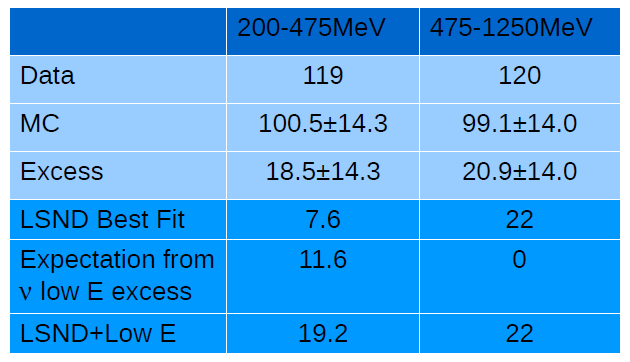 200-475MeV 475-1250MeV
Data 119 120
MC 100.5±14.3 99.1±14.0
Excess 18.5±14.3 20.9±14.0
LSND Best Fit 7.6 22
Expectation from 11.6 0
ν low E excess
LSND+Low E 19.2 22